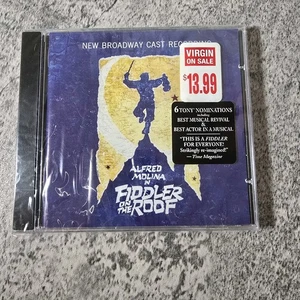 NEW BROADWAY CAST RECORDING
VIRGIN
ON SALE
$13.99
6 TONY NOMINATIONS
including
BEST MUSICAL REVIVAL
&
BEST ACTOR IN A MUSICAL
"THIS IS A FIDDLER
FOR EVERYONE!
Strikingly re-imagined!"
— Time Magazine
ALFRED
MOLINA
IN
FIDDLER
ON THE
ROOF